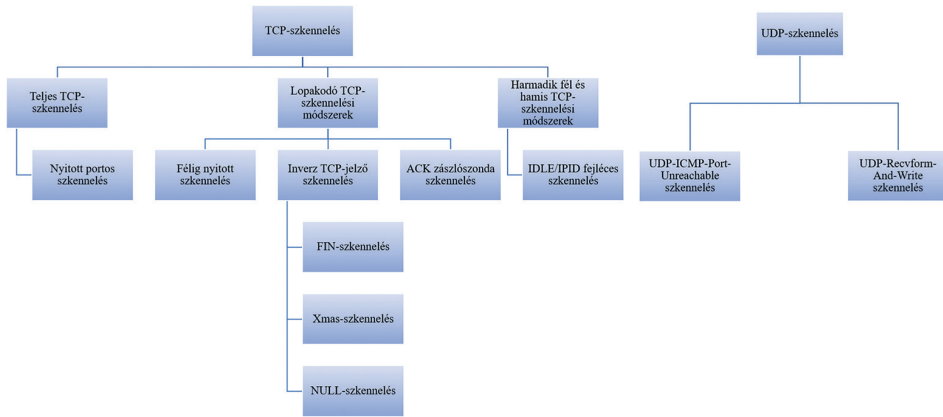 TCP-szkennelés
UDP-szkennelés
Teljes TCP-
szkennelés
Lopakodó TCP-
szkennelési
módszerek
Harmadik fél és
hamis TCP-
szkennelési
módszerek
Nyitott portos
szkennelés
Félig nyitott
szkennelés
Inverz TCP-jelző
szkennelés
ACK zászlószonda
szkennelés
IDLE/IPID fejléces
szkennelés
UDP-ICMP-Port-
Unreachable
szkennelés
UDP-Recvform-
And-Write
szkennelés
FIN-szkennelés
Xmas-szkennelés
NULL-szkennelés